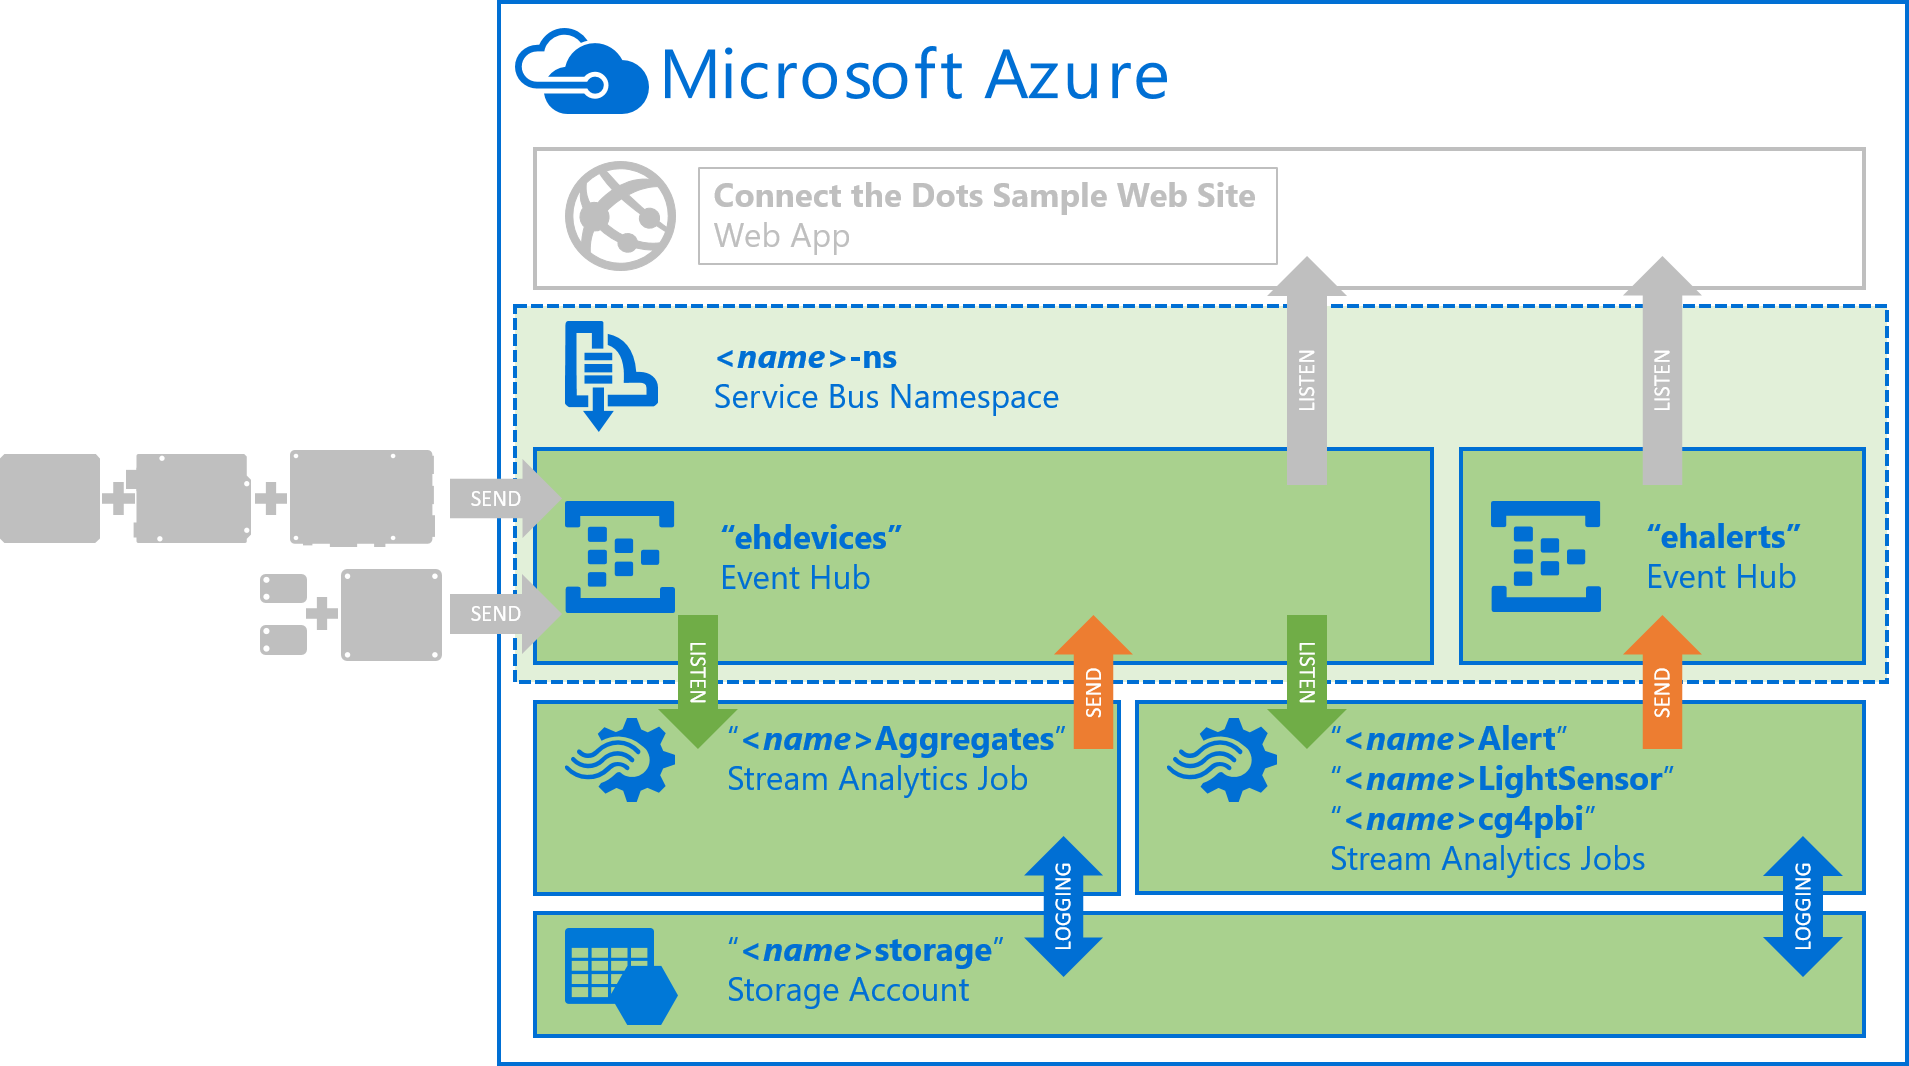 Microsoft Azure
Connect the Dots Sample Web Site
Web App
<name>-ns
Service Bus Namespace
LISTEN
LISTEN
SEND
SEND
“ehdevices”
Event Hub
“ehalerts”
Event Hub
LISTEN
SEND
LISTEN
SEND
“<name>Aggregates”
Stream Analytics Job
“<name>Alert”
“<name>LightSensor”
“<name>cg4pbi”
Stream Analytics Jobs
LOGGING
LOGGING
“<name>storage”
Storage Account